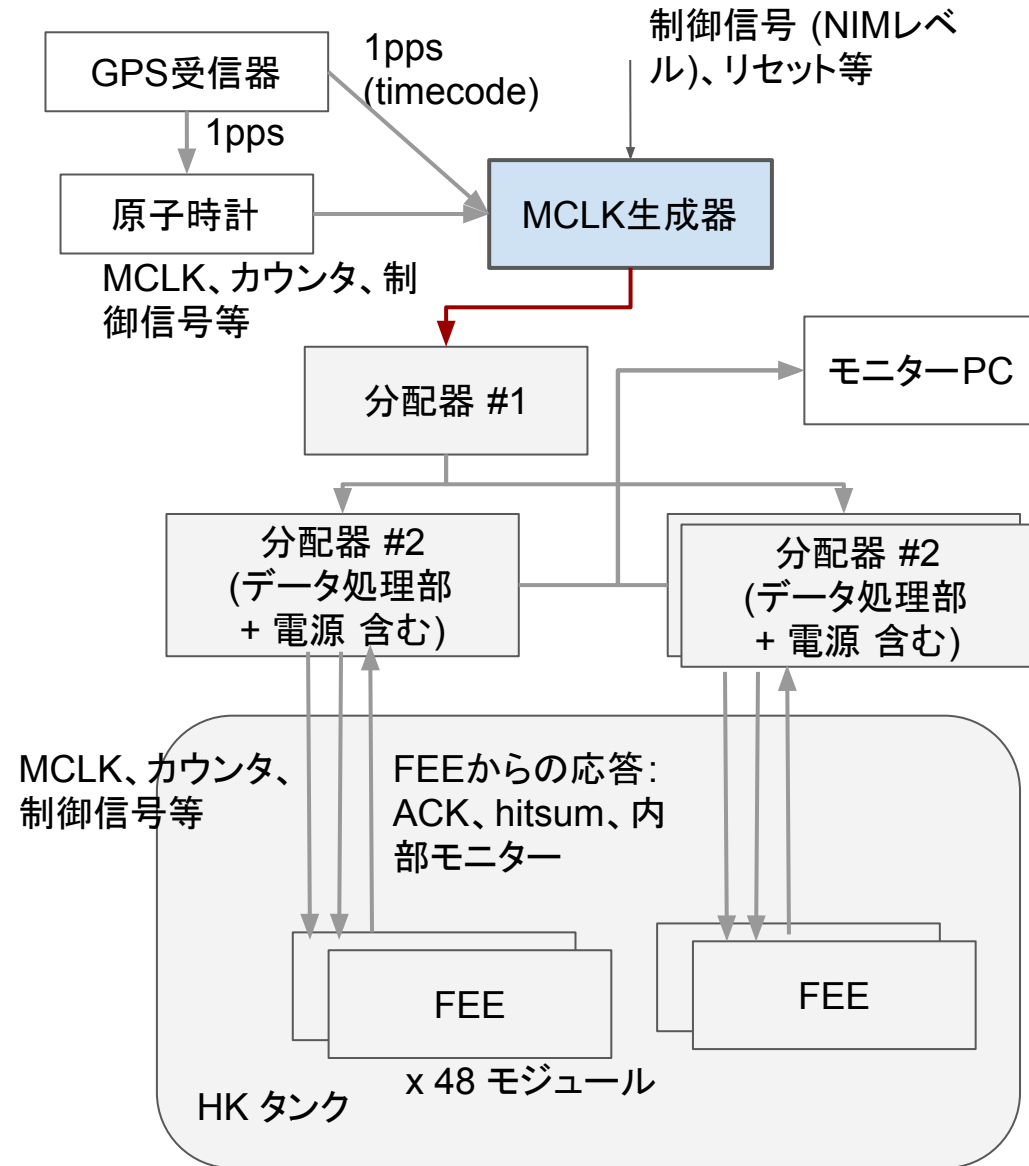 制御信号 (NIMレベ
ル)、リセット等
GPS受信器
1pps
(timecode)
1pps
原子時計
MCLK生成器
MCLK、カウンタ、制
御信号等
分配器 #1
モニターPC
分配器 #2
(データ処理部
+ 電源 含む)
分配器 #2
(データ処理部
+ 電源 含む)
MCLK、カウンタ、
制御信号等
FEEからの応答:
ACK、hitsum、内
部モニター
FEE
FEE
x 48 モジュール
HK タンク